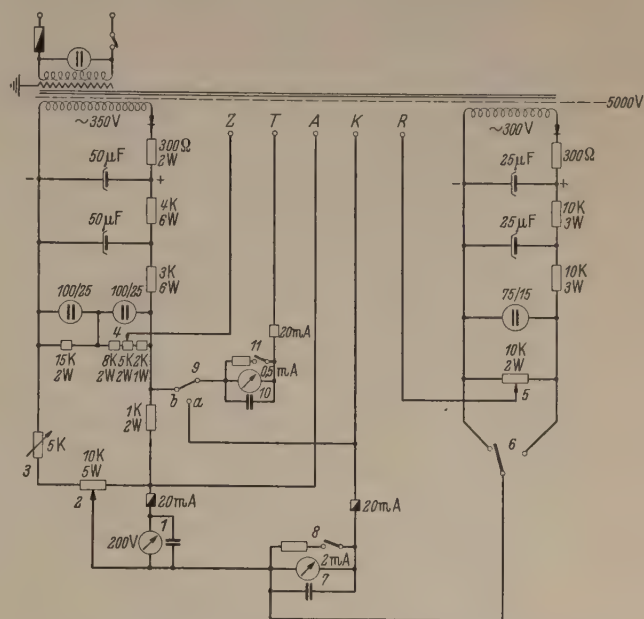 5000V
~350V
Z T A K R
~300V
50µF
300Ω
2W
25µF
300Ω
- +
- +
50µF
4K
6W
25µF
10K
3W
3K
6W
10K
3W
100/25 100/25
75/15
4
20mA
15K
2W
8K 5K 2K
2W 2W 1W
9
11
0,5 mA
10
10K
2W
5
b a
1K
2W
6
5K
3
10K
5W
2
20mA
20mA
1
200V
8
2mA
7